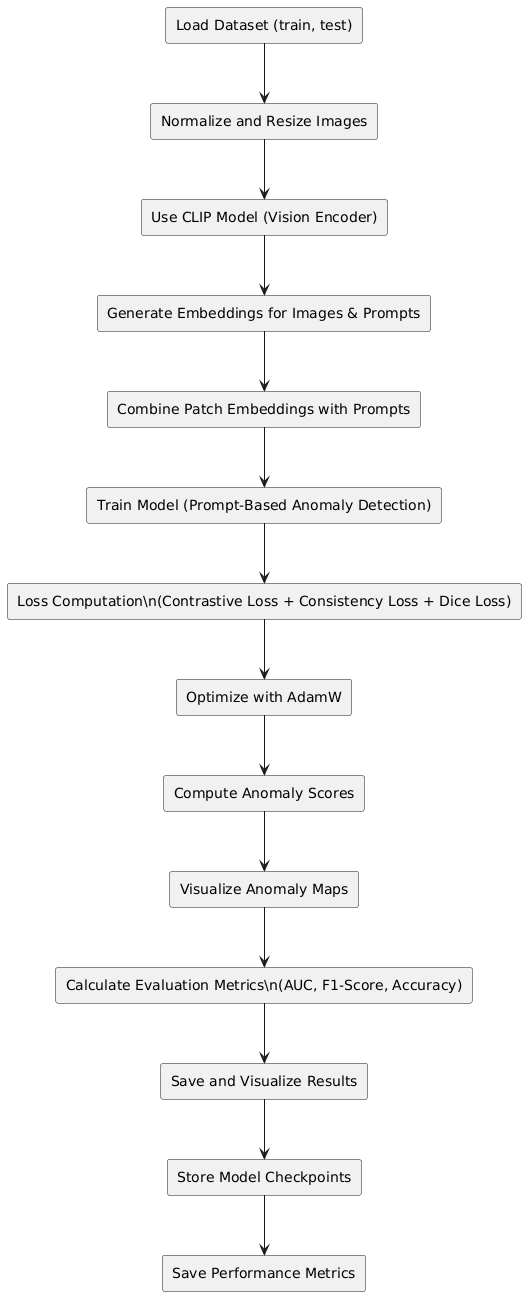 Load Dataset (train, test)
Normalize and Resize Images
Use CLIP Model (Vision Encoder)
Generate Embeddings for Images & Prompts
Combine Patch Embeddings with Prompts
Train Model (Prompt-Based Anomaly Detection)
Loss Computation\n(Contrastive Loss + Consistency Loss + Dice Loss)
Optimize with AdamW
Compute Anomaly Scores
Visualize Anomaly Maps
Calculate Evaluation Metrics\n(AUC, F1-Score, Accuracy)
Save and Visualize Results
Store Model Checkpoints
Save Performance Metrics